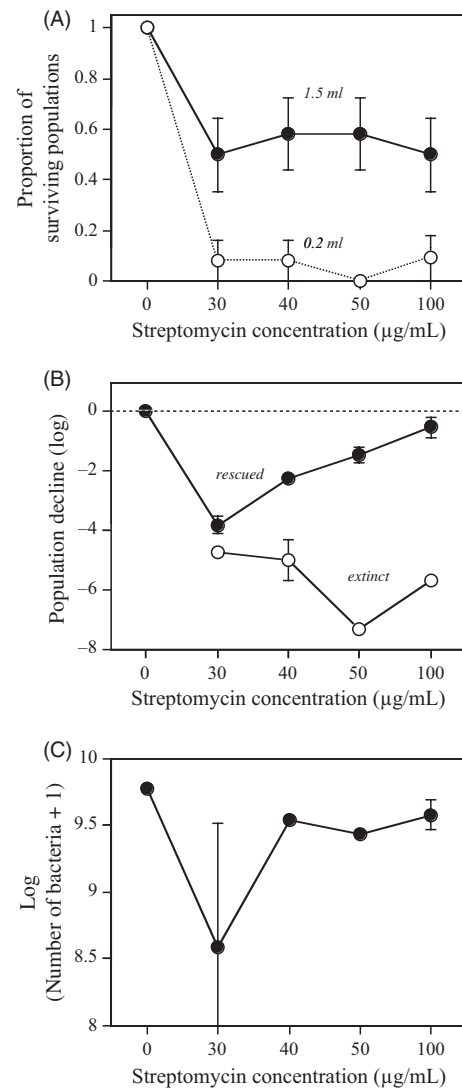 (A)
Proportion of
surviving populations
1
0.8
0.6
0.4
0.2
0
1.5 ml
0.2 ml
0 30 40 50 100
Streptomycin concentration (µg/mL)
(B)
Population decline (log)
0
−2
−4
−6
−8
rescued
extinct
0 30 40 50 100
Streptomycin concentration (µg/mL)
(C)
Log
(Number of bacteria + 1)
10
9.5
9
8.5
8
0 30 40 50 100
Streptomycin concentration (µg/mL)